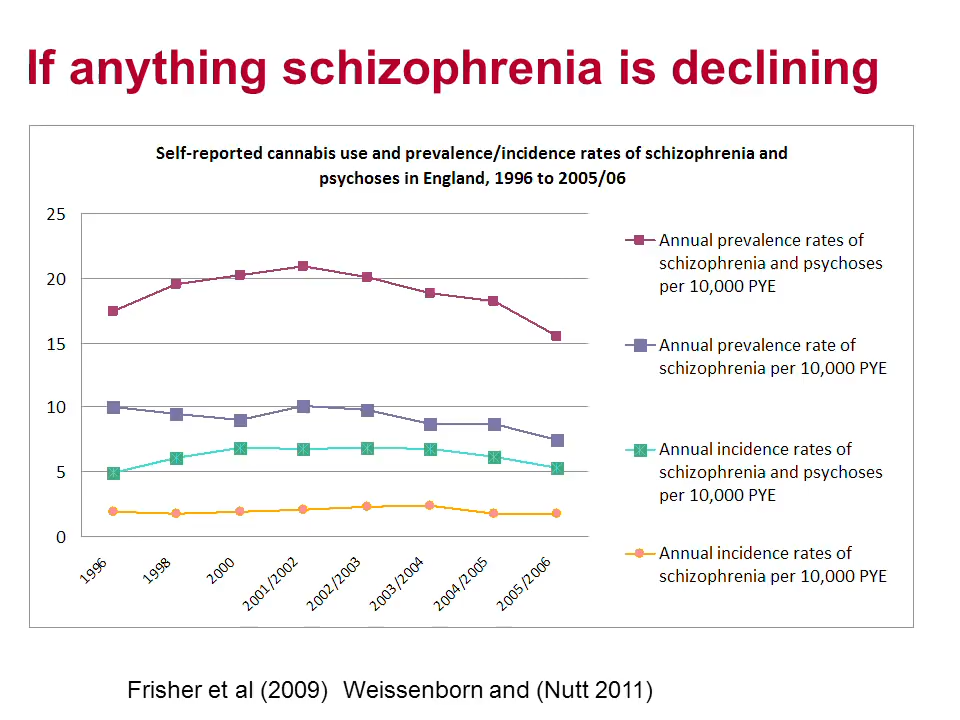 If anything schizophrenia is declining
Self-reported cannabis use and prevalence/incidence rates of schizophrenia and
psychoses in England, 1996 to 2005/06
25
20
15
10
5
0
1996
1998
2000
2001/2002
2002/2003
2003/2004
2004/2005
2005/2006
Annual prevalence rates of
schizophrenia and psychoses
per 10,000 PYE
Annual prevalence rate of
schizophrenia per 10,000 PYE
Annual incidence rates of
schizophrenia and psychoses
per 10,000 PYE
Annual incidence rates of
schizophrenia per 10,000 PYE
Frisher et al (2009) Weissenborn and (Nutt 2011)